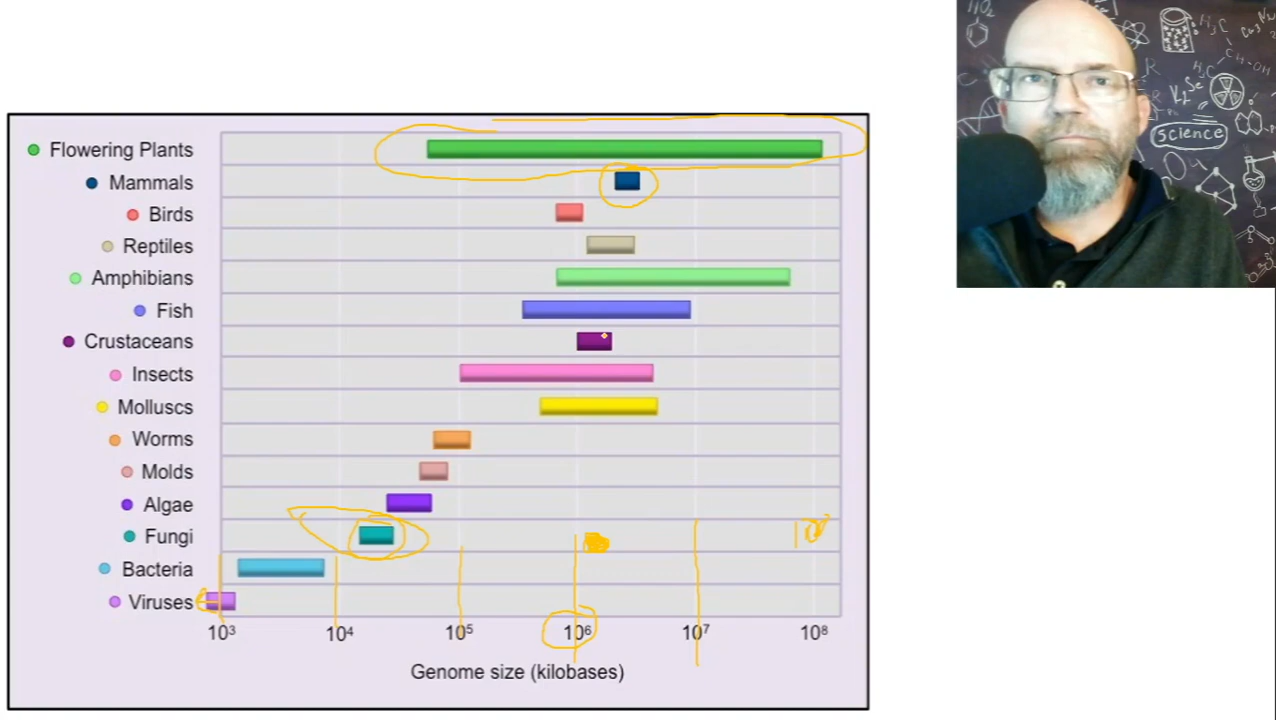 Flowering Plants
Mammals
Birds
Reptiles
Amphibians
Fish
Crustaceans
Insects
Molluscs
Worms
Molds
Algae
Fungi
Bacteria
Viruses
10³ 10⁴ 10⁵ 10⁶ 10⁷ 10⁸
Genome size (kilobases)
science